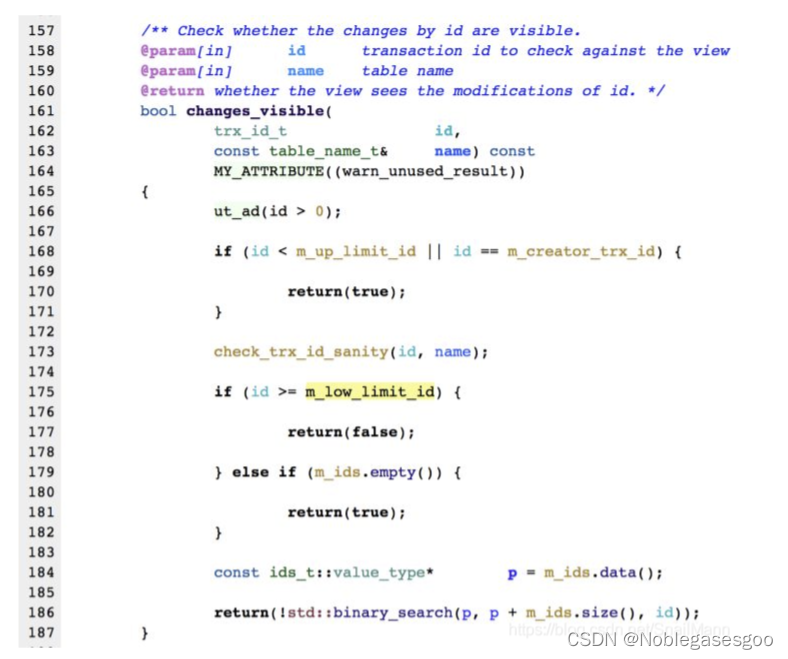 157 /** Check whether the changes by id are visible.
158 @param[in] id transaction id to check against the view
159 @param[in] name table name
160 @return whether the view sees the modifications of id. */
161 bool changes_visible(
162 trx_id_t id,
163 const table_name_t& name) const
164 MY_ATTRIBUTE((warn_unused_result))
165 {
166 ut_ad(id > 0);
167
168 if (id < m_up_limit_id || id == m_creator_trx_id) {
169
170 return(true);
171 }
172
173 check_trx_id_sanity(id, name);
174
175 if (id >= m_low_limit_id) {
176
177 return(false);
178
179 } else if (m_ids.empty()) {
180
181 return(true);
182 }
183
184 const ids_t::value_type* p = m_ids.data();
185
186 return(!std::binary_search(p, p + m_ids.size(), id));
187 }
https://blog.csdn.net/
CSDN @Noblegasesgoo